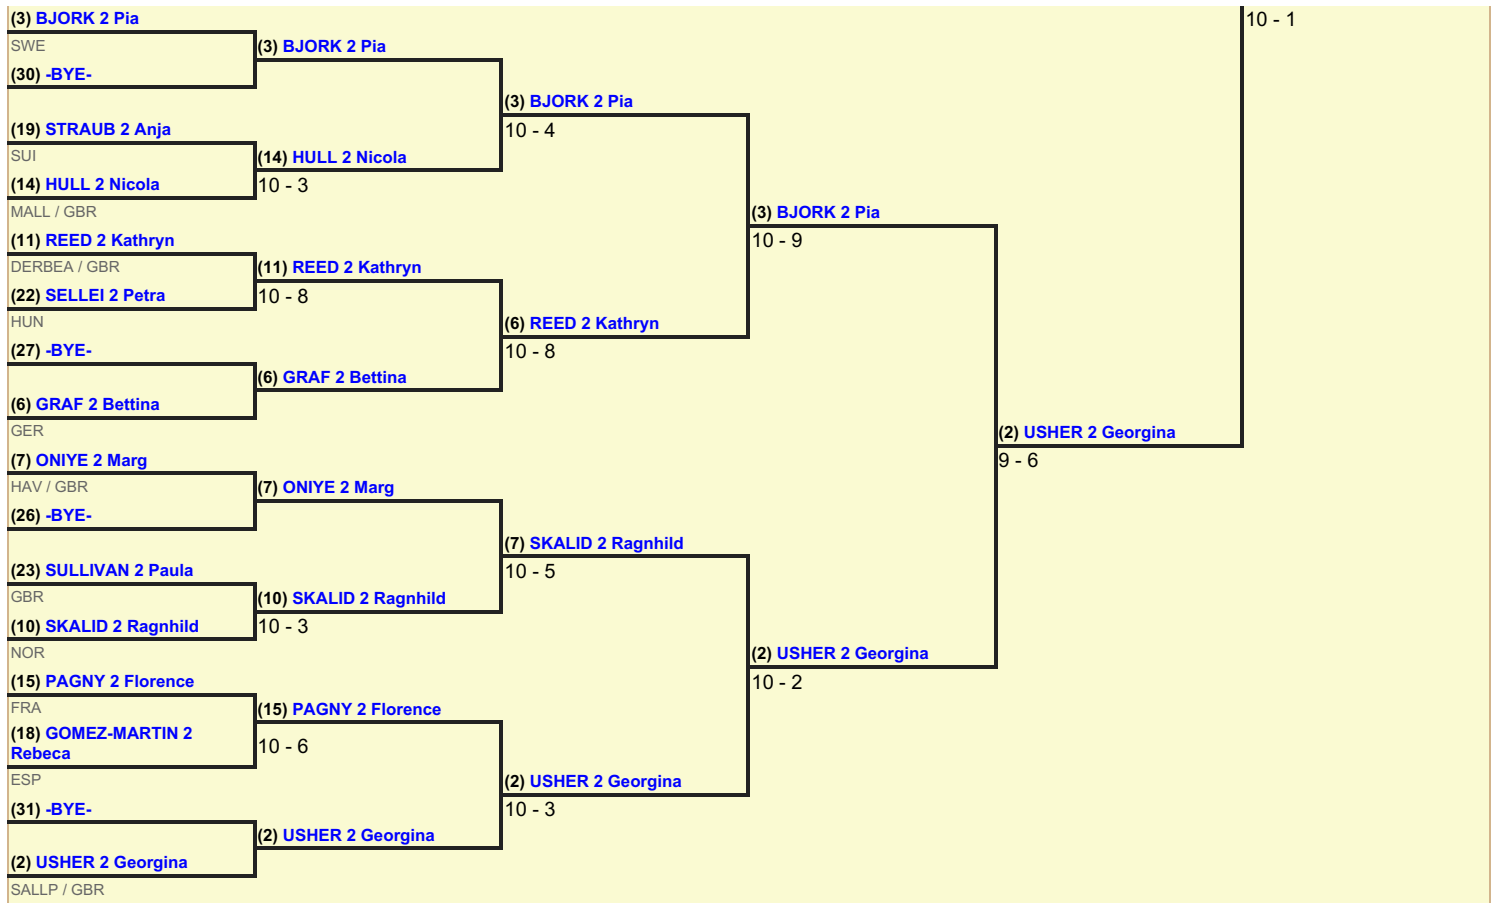 (3) BJORK 2 Pia
SWE
(30) -BYE-
(19) STRAUB 2 Anja
SUI
(14) HULL 2 Nicola
MALL / GBR
(11) REED 2 Kathryn
DERBEA / GBR
(22) SELLEI 2 Petra
HUN
(27) -BYE-
(6) GRAF 2 Bettina
GER
(7) ONIYE 2 Marg
HAV / GBR
(26) -BYE-
(23) SULLIVAN 2 Paula
GBR
(10) SKALID 2 Ragnhild
NOR
(15) PAGNY 2 Florence
FRA
(18) GOMEZ-MARTIN 2
Rebeca
ESP
(31) -BYE-
(2) USHER 2 Georgina
SALLP / GBR
(3) BJORK 2 Pia
(14) HULL 2 Nicola
10 - 3
(11) REED 2 Kathryn
10 - 8
(6) GRAF 2 Bettina
(7) ONIYE 2 Marg
(10) SKALID 2 Ragnhild
10 - 3
(15) PAGNY 2 Florence
10 - 6
(2) USHER 2 Georgina
(3) BJORK 2 Pia
10 - 4
(6) REED 2 Kathryn
10 - 8
(7) SKALID 2 Ragnhild
10 - 5
(2) USHER 2 Georgina
10 - 3
(3) BJORK 2 Pia
10 - 9
(2) USHER 2 Georgina
10 - 2
(2) USHER 2 Georgina
9 - 6
10 - 1